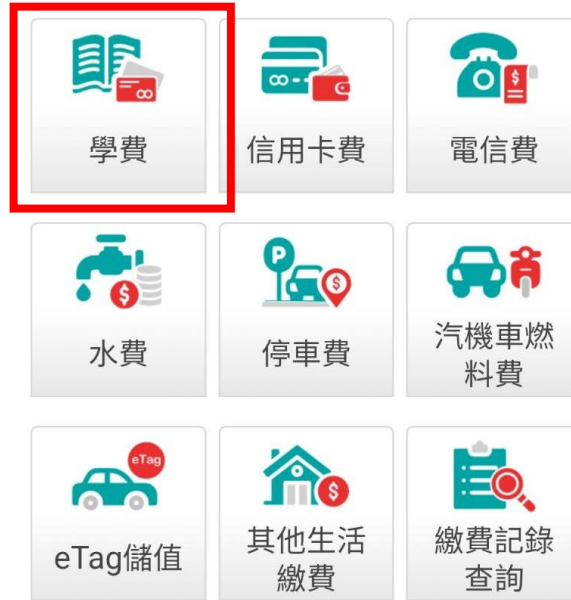 學費
信用卡費
電信費
P
水費
停車費
汽機車燃
料費
eTag
eTag儲值
其他生活
繳費
繳費記錄
查詢